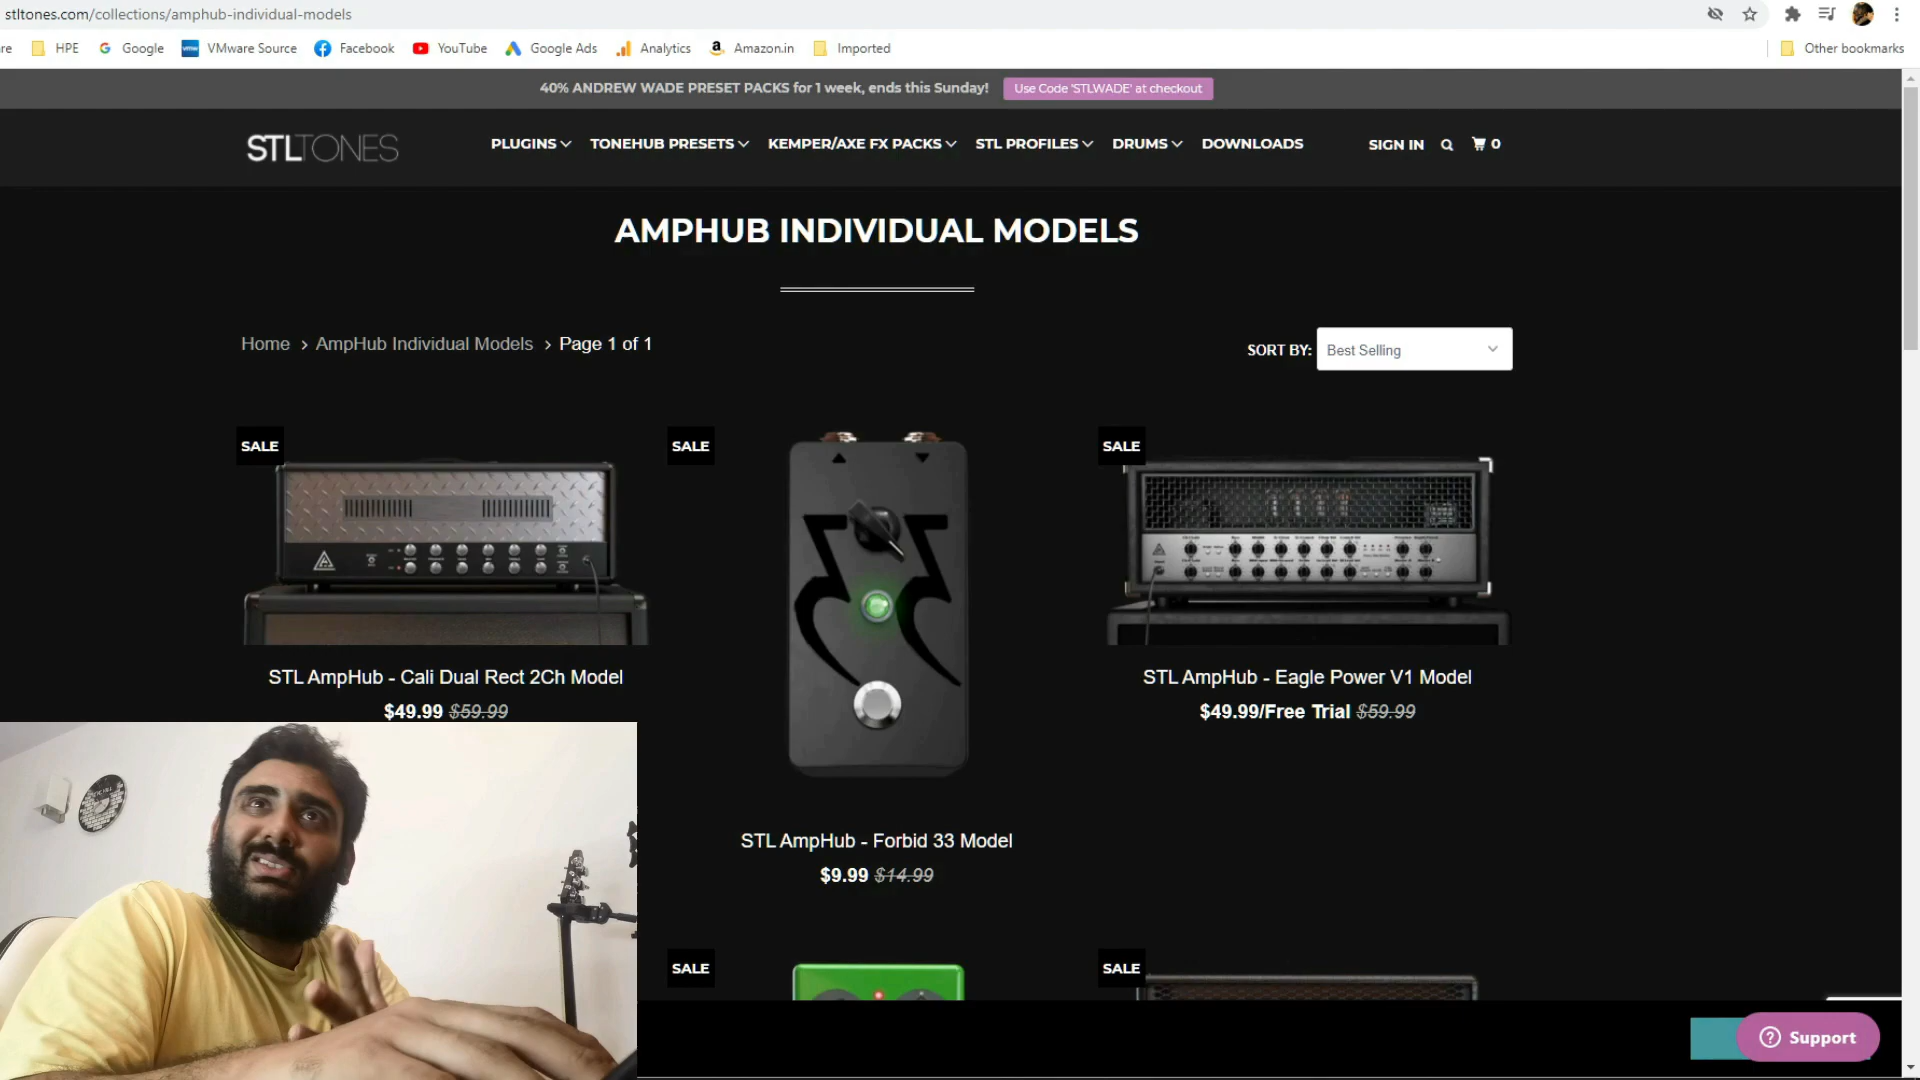 stltones.com/collections/amphub-individual-models
re HPE Google VMware Source Facebook YouTube Google Ads Analytics Amazon.in Imported Other bookmarks
40% ANDREW WADE PRESET PACKS for 1 week, ends this Sunday! Use Code 'STLWADE' at checkout
STLTONES PLUGINS TONEHUB PRESETS KEMPER/AXE FX PACKS STL PROFILES DRUMS DOWNLOADS SIGN IN 0
AMPHUB INDIVIDUAL MODELS
Home > AmpHub Individual Models > Page 1 of 1
SORT BY: Best Selling
SALE SALE SALE
STL AmpHub - Cali Dual Rect 2Ch Model
$49.99 $59.99
STL AmpHub - Eagle Power V1 Model
$49.99/Free Trial $59.99
STL AmpHub - Forbid 33 Model
$9.99 $14.99
SALE SALE
Support